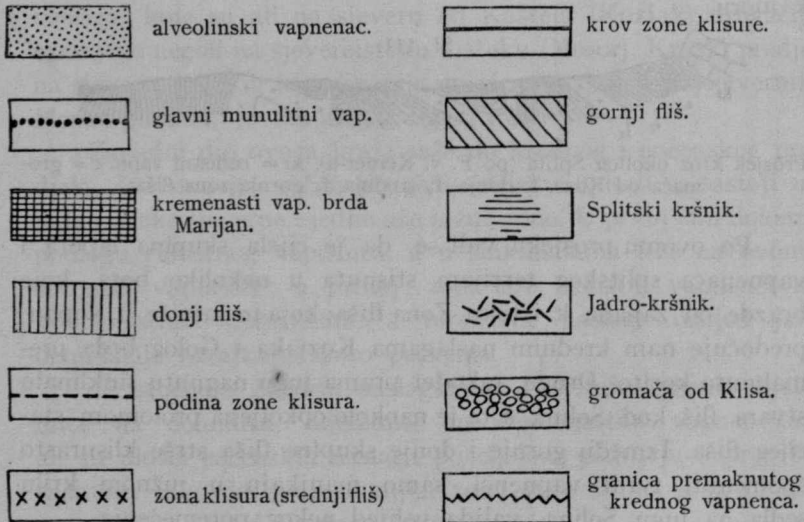 alveolinski vapnenac.
glavni munulitni vap.
kremenasti vap. brda
Marijan.
donji fliš.
podina zone klisura.
zona klisura (srednji fliš)
krov zone klisure.
gornji fliš.
Splitski kršnik.
Jadro-kršnik.
gromača od Klisa.
granica premaknutog
krednog vapnenca.